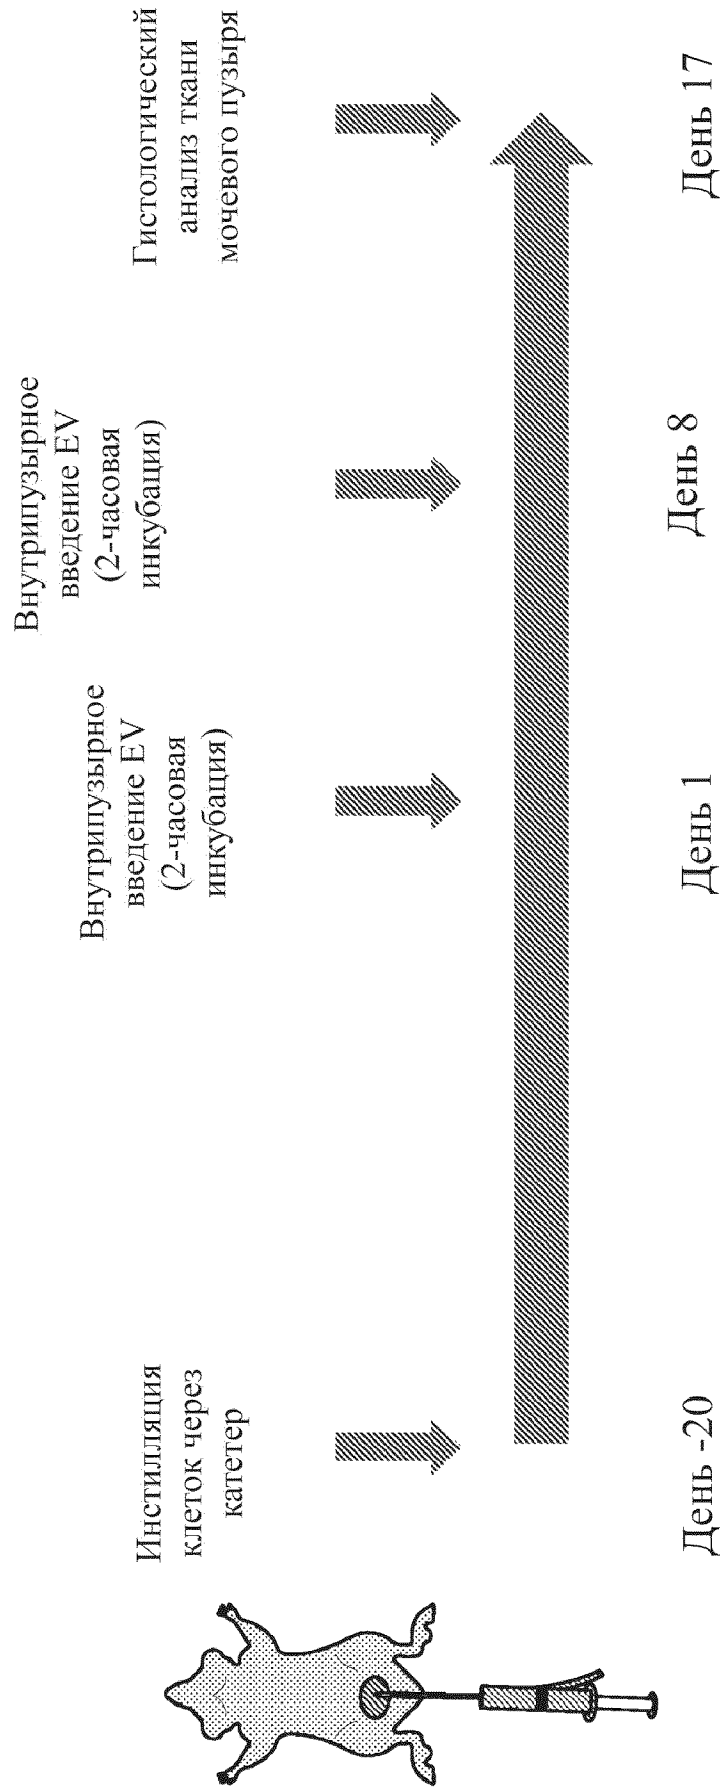 Инстилляция
клеток через
катетер
Внутрипузырное
введение EV
(2-часовая
инкубация)
Внутрипузырное
введение EV
(2-часовая
инкубация)
Гистологический
анализ ткани
мочевого пузыря
День -20
День 1
День 8
День 17